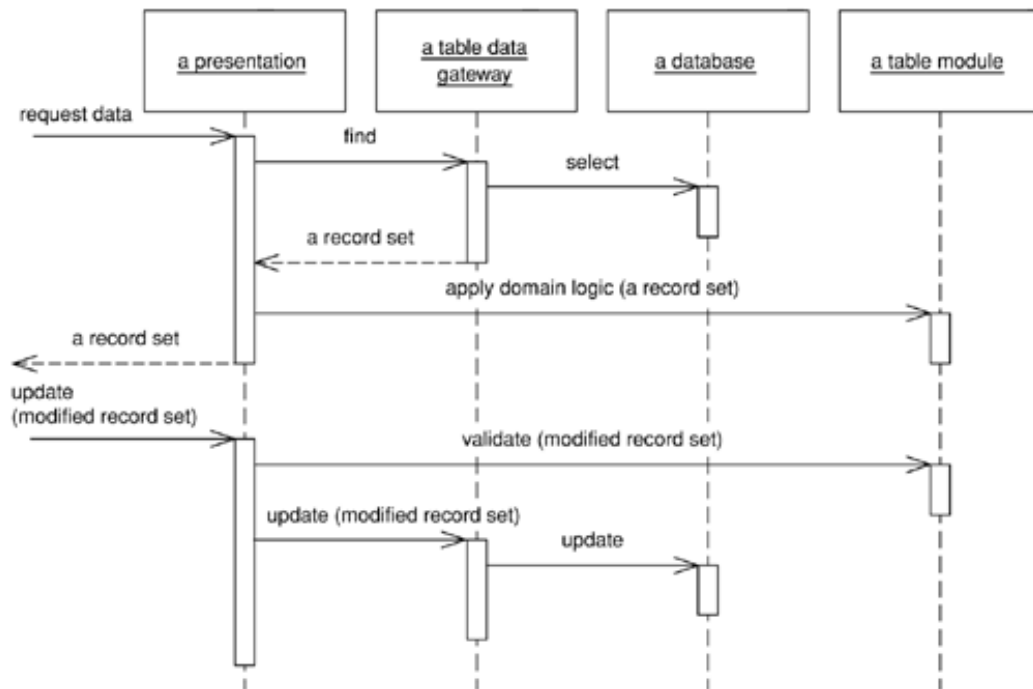 a presentation
a table data
gateway
a database
a table module
request data
find
select
a record set
apply domain logic (a record set)
a record set
update
(modified record set)
validate (modified record set)
update (modified record set)
update